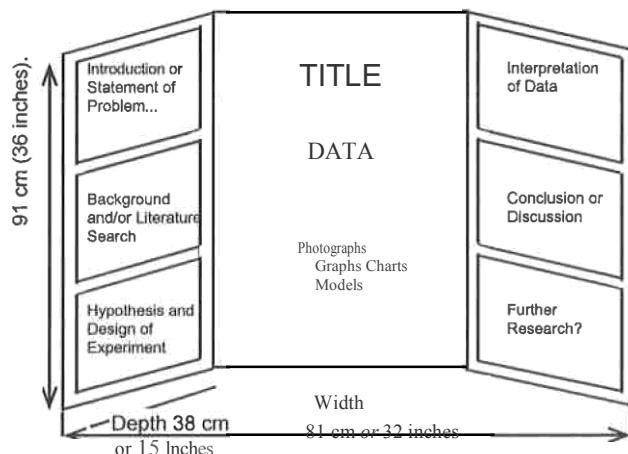 91 cm (36 inches).
Introduction or
Statement of
Problem...
Background
and/or Literature
Search
Hypothesis and
Design of
Experiment
TITLE
DATA
Photographs
Graphs Charts
Models
Interpretation
of Data
Conclusion or
Discussion
Further
Research?
Depth 38 cm
or 15 Inches
Width
81 cm or 32 inches